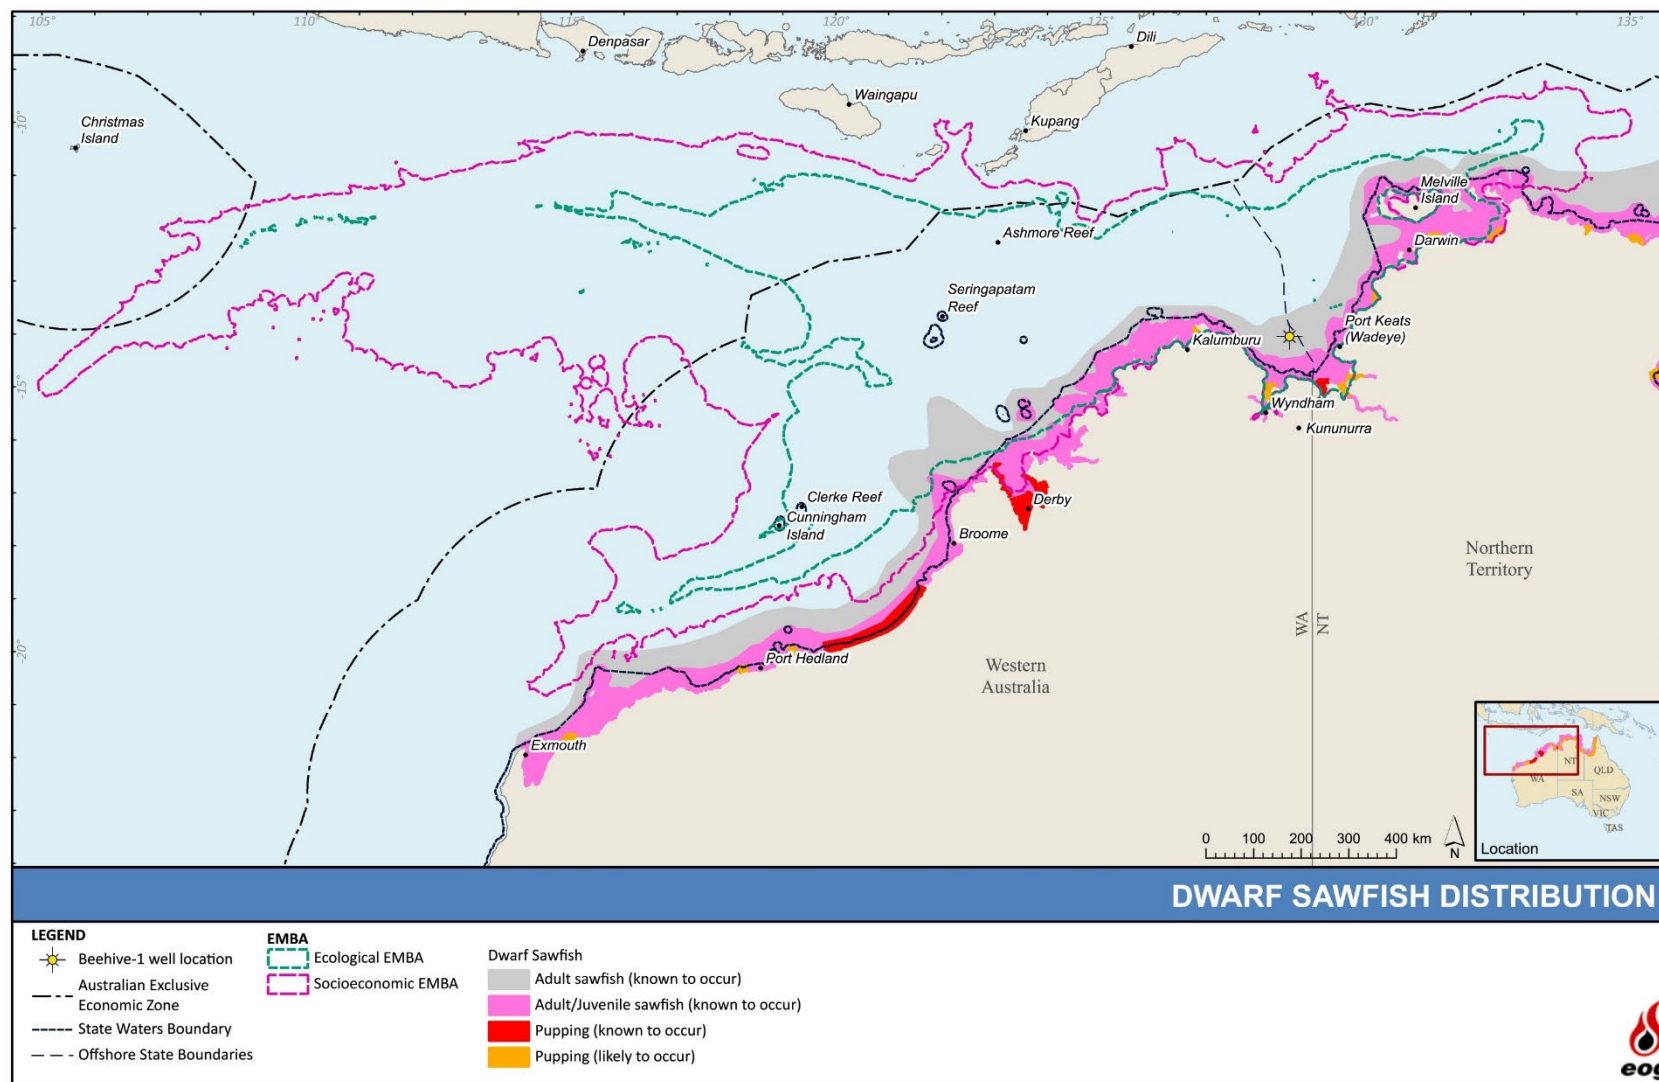 105°
110°
115°
120°
125°
130°
135°
-10°
-15°
-20°
Denpasar
Dili
Waingapu
Kupang
Christmas
Island
Melville
Island
Ashmore Reef
Darwin
Seringapatam
Reef
Port Keats
(Wadeye)
Kalumburu
Wyndham
Kununurra
Clerke Reef
Cunningham
Island
Derby
Broome
Northern
Territory
WA
NT
Port Hedland
Western
Australia
Exmouth
NT
QLD
WA
SA
NSW
VIC
TAS
Location
0 100 200 300 400 km
N
DWARF SAWFISH DISTRIBUTION
LEGEND
Beehive-1 well location
Australian Exclusive
Economic Zone
State Waters Boundary
Offshore State Boundaries
EMBA
Ecological EMBA
Socioeconomic EMBA
Dwarf Sawfish
Adult sawfish (known to occur)
Adult/Juvenile sawfish (known to occur)
Pupping (known to occur)
Pupping (likely to occur)
eog